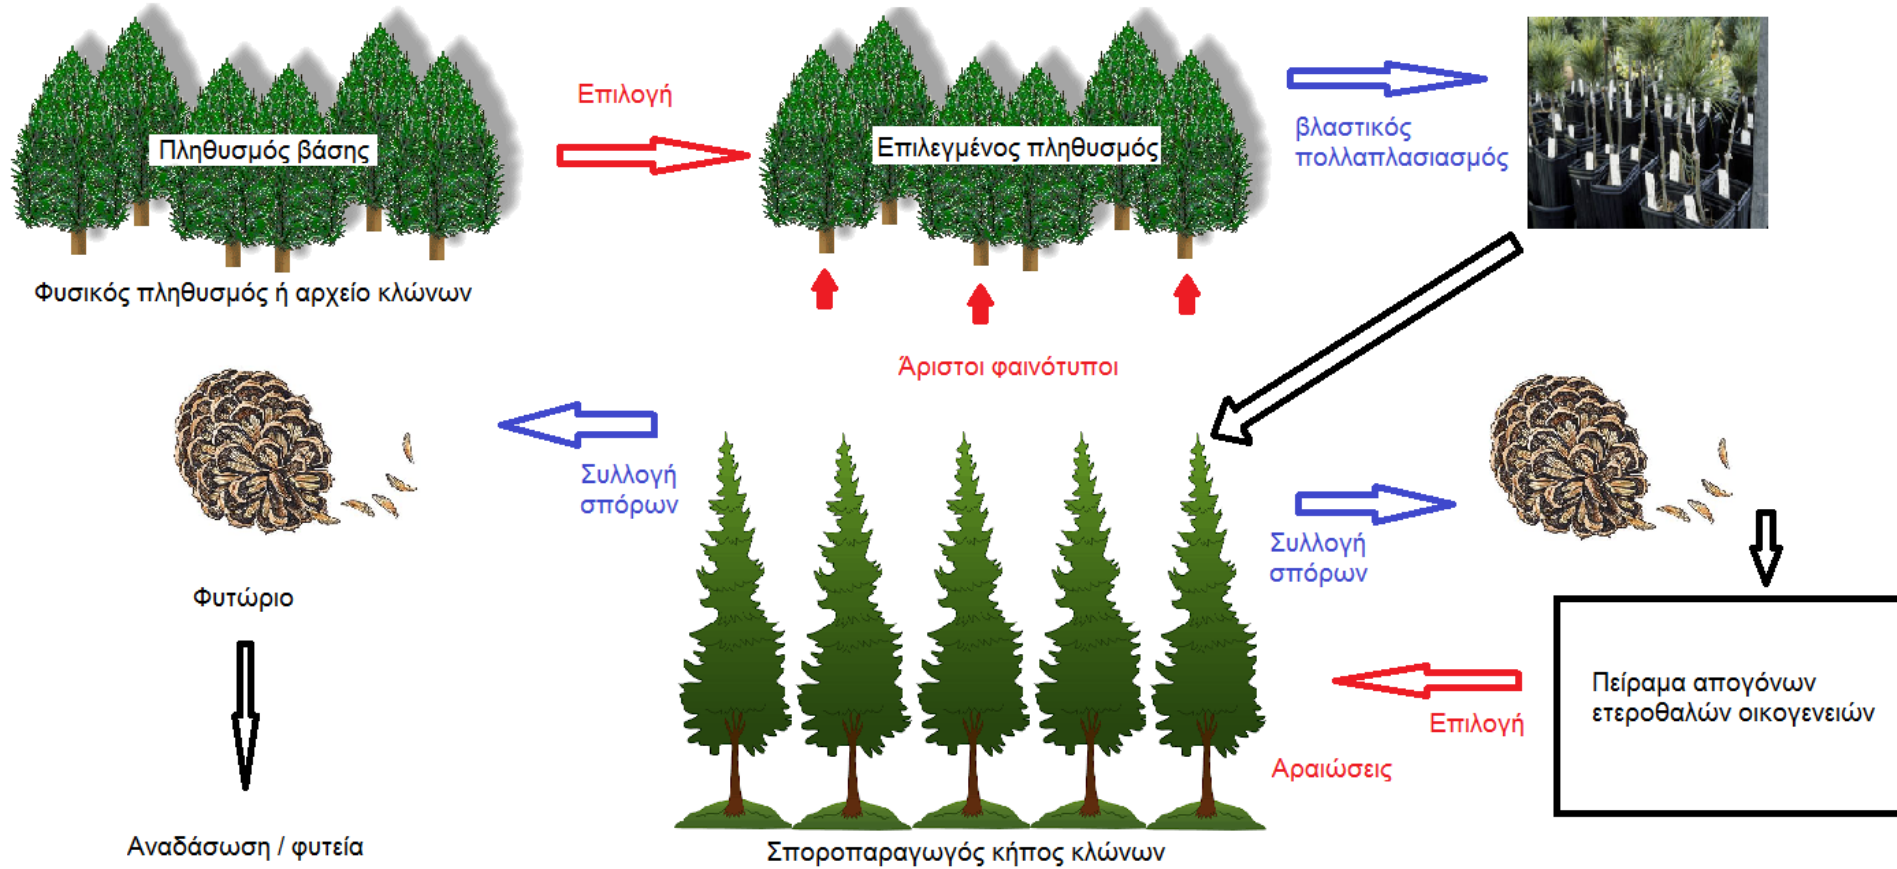 Επιλογή
Πληθυσμός βάσης
Επιλεγμένος πληθυσμός
βλαστικός
πολλαπλασιασμός
Φυσικός πληθυσμός ή αρχείο κλώνων
Άριστοι φαινότυποι
Συλλογή
σπόρων
Συλλογή
σπόρων
Φυτώριο
Πείραμα απογόνων
ετεροθαλών οικογενειών
Επιλογή
Αραιώσεις
Αναδάσωση / φυτεία
Σποροπαραγωγός κήπος κλώνων